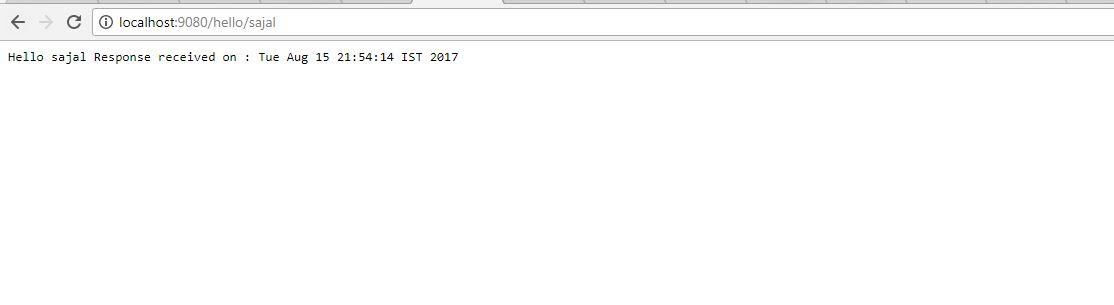 localhost:9080/hello/sajal
Hello sajal Response received on : Tue Aug 15 21:54:14 IST 2017